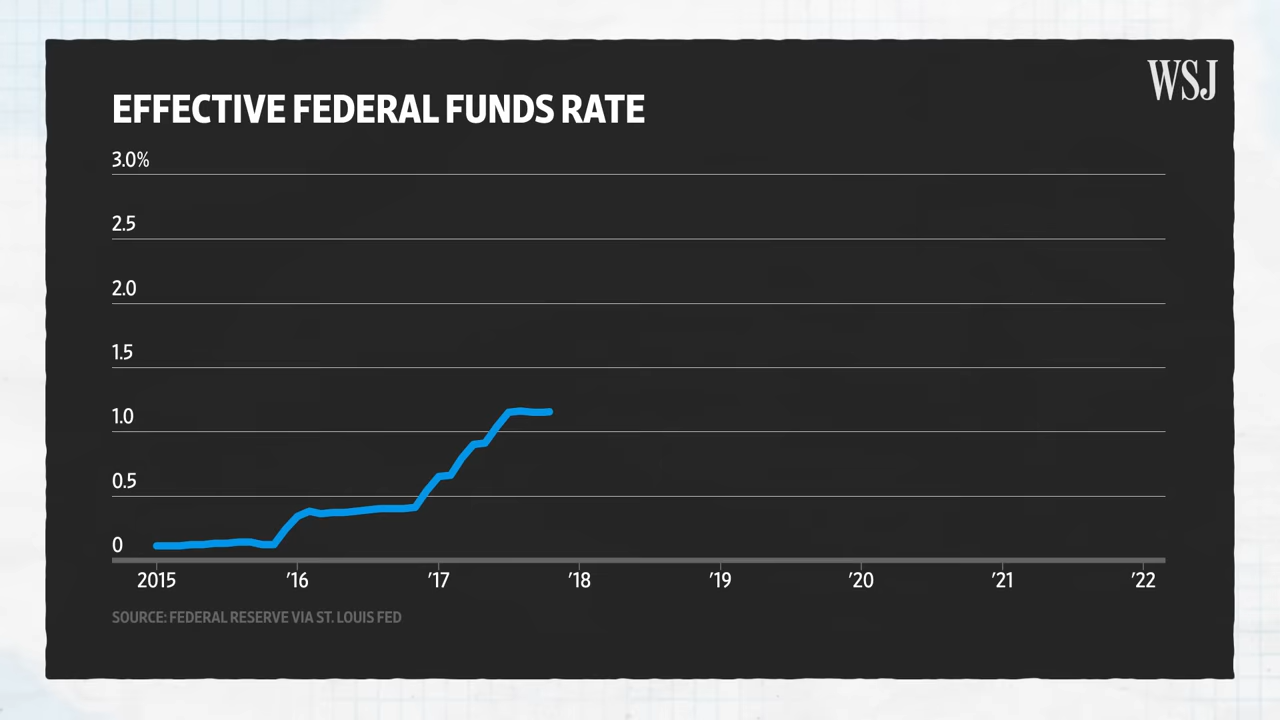 WSJ
EFFECTIVE FEDERAL FUNDS RATE
3.0%
2.5
2.0
1.5
1.0
0.5
0
2015 ’16 ’17 ’18 ’19 ’20 ’21 ’22
SOURCE: FEDERAL RESERVE VIA ST. LOUIS FED